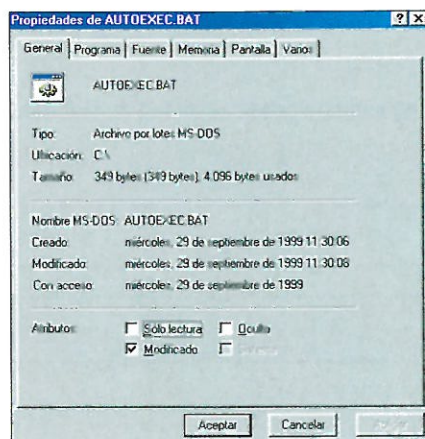 Propiedades de AUTOEXEC.BAT
General Programa Fuente Memoria Pantalla Varios
AUTOEXEC.BAT
Tipo: Archivo por lotes MS-DOS
Ubicación: C:\
Tamaño: 349 bytes (349 bytes), 4.096 bytes usados
Nombre MS-DOS: AUTOEXEC.BAT
Creado: miércoles, 29 de septiembre de 1999 11:30:06
Modificado: miércoles, 29 de septiembre de 1999 11:30:08
Con acceso: miércoles, 29 de septiembre de 1999
Atributos: Sólo lectura Oculto
Modificado
Aceptar Cancelar